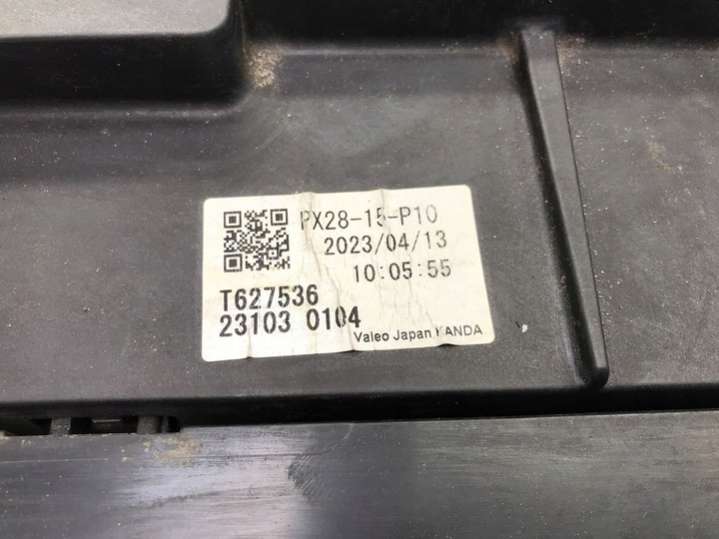 PX28-15-P10
2023/04/13
10:05:55
T627536
23103 0104
Valeo Japan KANDA